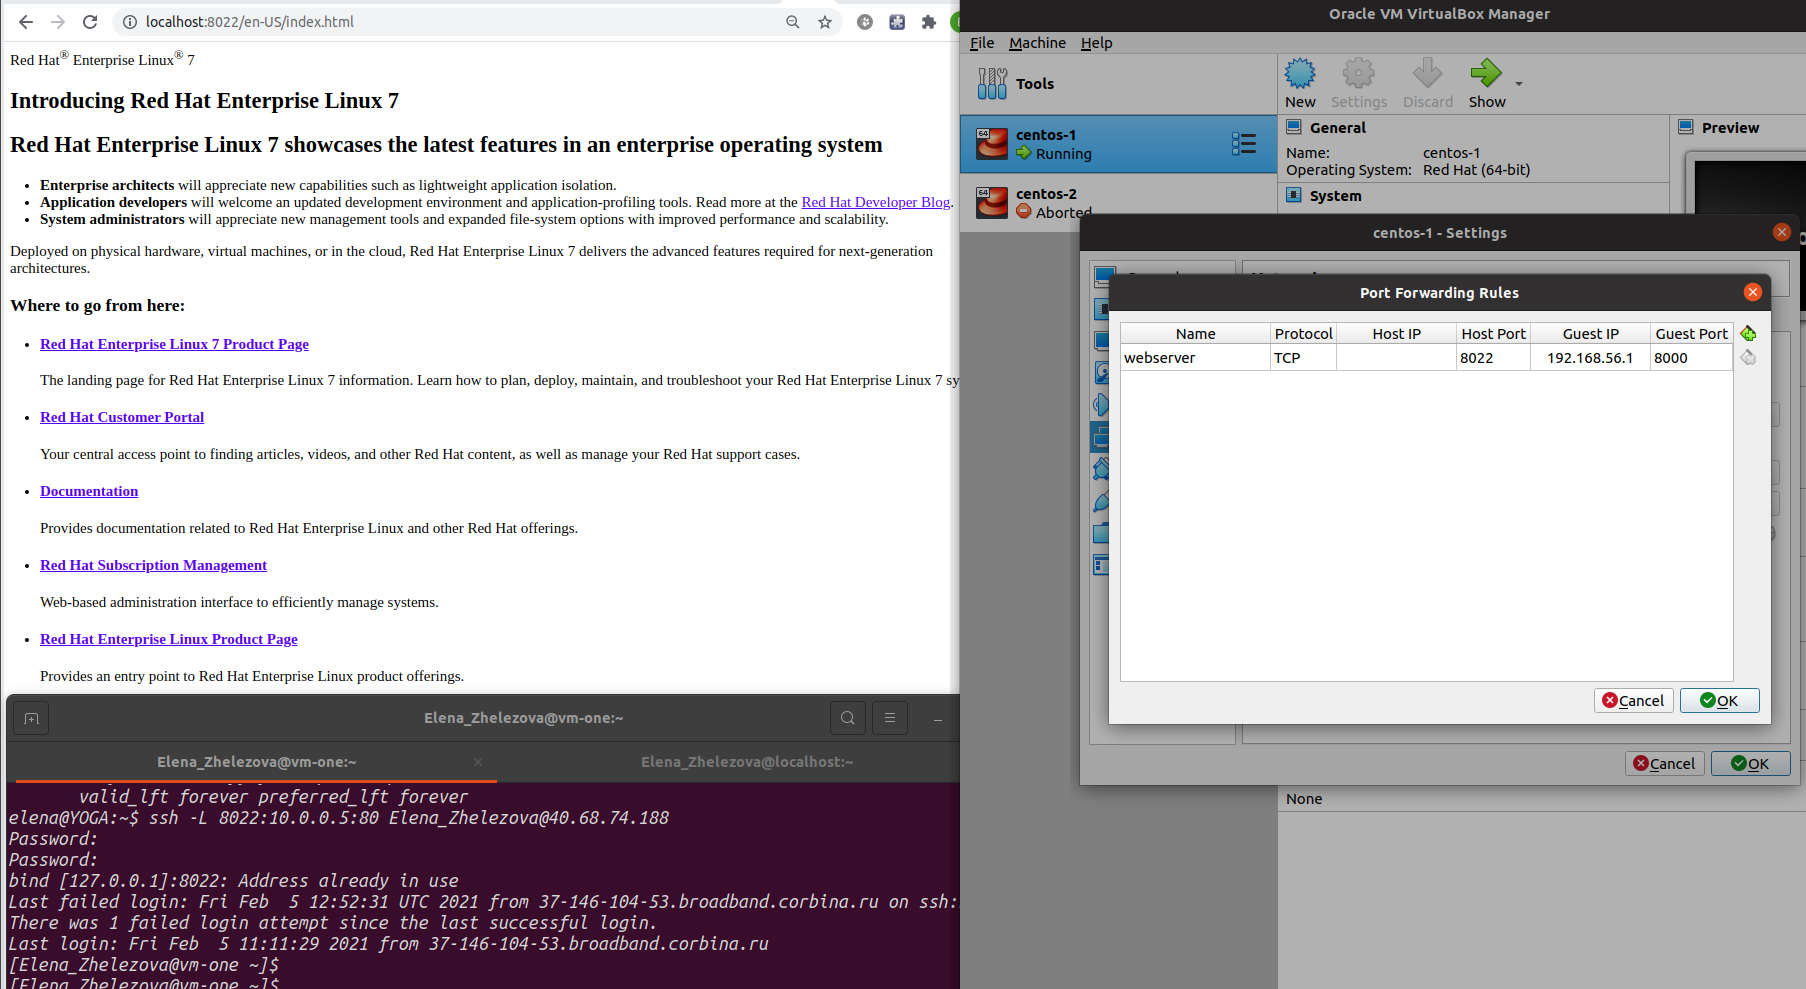 localhost:8022/en-US/index.html
Red Hat® Enterprise Linux® 7
Introducing Red Hat Enterprise Linux 7
Red Hat Enterprise Linux 7 showcases the latest features in an enterprise operating system
• Enterprise architects will appreciate new capabilities such as lightweight application isolation.
• Application developers will welcome an updated development environment and application-profiling tools. Read more at the Red Hat Developer Blog.
• System administrators will appreciate new management tools and expanded file-system options with improved performance and scalability.
Deployed on physical hardware, virtual machines, or in the cloud, Red Hat Enterprise Linux 7 delivers the advanced features required for next-generation
architectures.
Where to go from here:
• Red Hat Enterprise Linux 7 Product Page
The landing page for Red Hat Enterprise Linux 7 information. Learn how to plan, deploy, maintain, and troubleshoot your Red Hat Enterprise Linux 7 sy
• Red Hat Customer Portal
Your central access point to finding articles, videos, and other Red Hat content, as well as manage your Red Hat support cases.
• Documentation
Provides documentation related to Red Hat Enterprise Linux and other Red Hat offerings.
• Red Hat Subscription Management
Web-based administration interface to efficiently manage systems.
• Red Hat Enterprise Linux Product Page
Provides an entry point to Red Hat Enterprise Linux product offerings.
Elena_Zhelezova@vm-one:~
Elena_Zhelezova@vm-one:~ × Elena_Zhelezova@localhost:~
valid_lft forever preferred_lft forever
elena@YOGA:~$ ssh -L 8022:10.0.0.5:80 Elena_Zhelezova@40.68.74.188
Password:
Password:
bind [127.0.0.1]:8022: Address already in use
Last failed login: Fri Feb  5 12:52:31 UTC 2021 from 37-146-104-53.broadband.corbina.ru on ssh:
There was 1 failed login attempt since the last successful login.
Last login: Fri Feb  5 11:11:29 2021 from 37-146-104-53.broadband.corbina.ru
[Elena_Zhelezova@vm-one ~]$
[Elena_Zhelezova@vm-one ~]$
Oracle VM VirtualBox Manager
File Machine Help
Tools
New Settings Discard Show
64 centos-1
Running
64 centos-2
Aborted
General
Name: centos-1
Operating System: Red Hat (64-bit)
System
Preview
centos-1 - Settings
Port Forwarding Rules
Name Protocol Host IP Host Port Guest IP Guest Port
webserver TCP 8022 192.168.56.1 8000
Cancel OK
Cancel OK
None